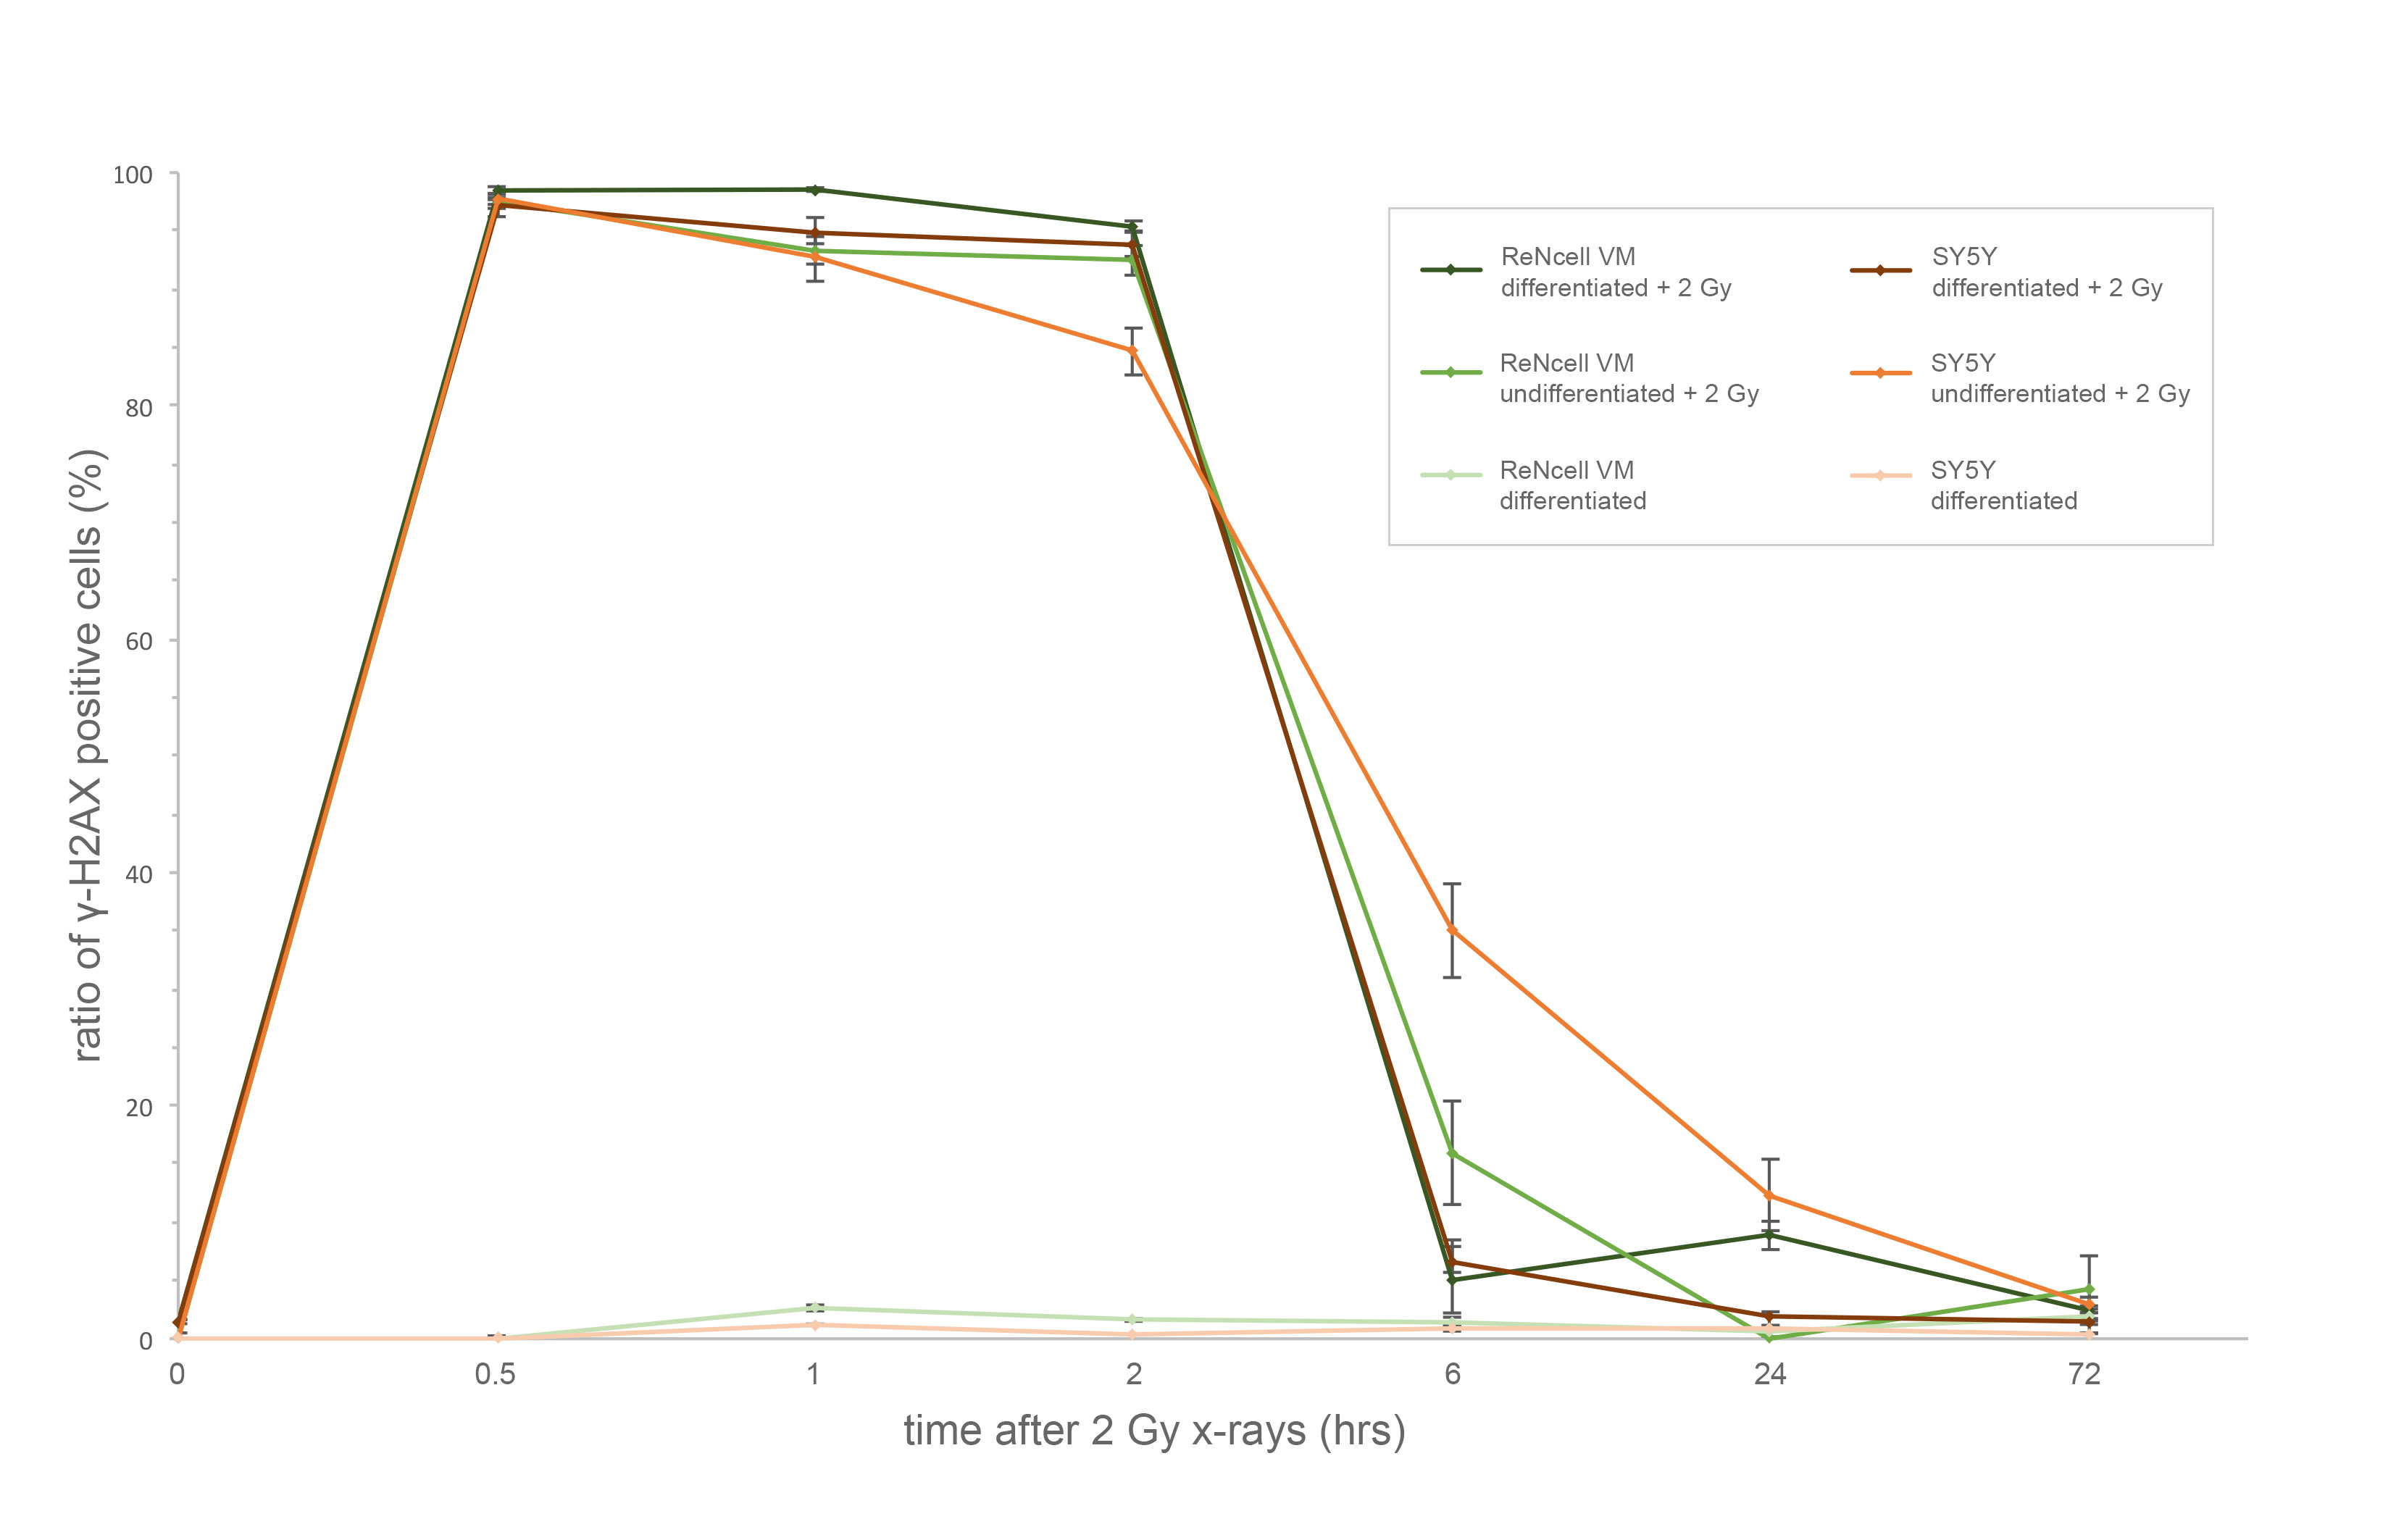 100
80
60
40
20
0
ratio of γ-H2AX positive cells (%)
ReNcell VM
differentiated + 2 Gy
SY5Y
differentiated + 2 Gy
ReNcell VM
undifferentiated + 2 Gy
SY5Y
undifferentiated + 2 Gy
ReNcell VM
differentiated
SY5Y
differentiated
0 0.5 1 2 6 24 72
time after 2 Gy x-rays (hrs)